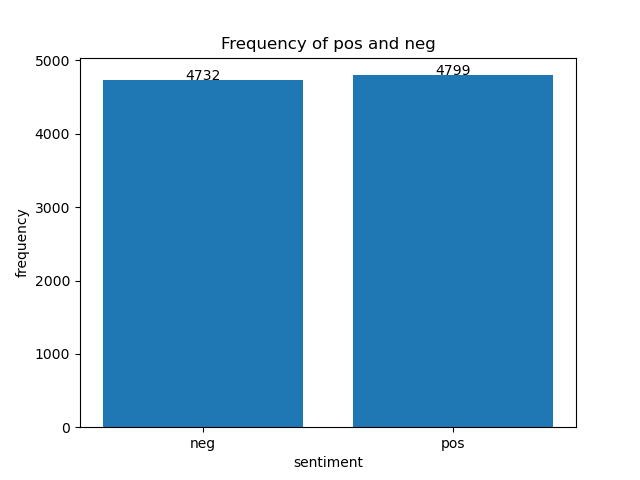 Frequency of pos and neg
5000
4000
3000
2000
1000
0
frequency
4732
4799
neg
pos
sentiment